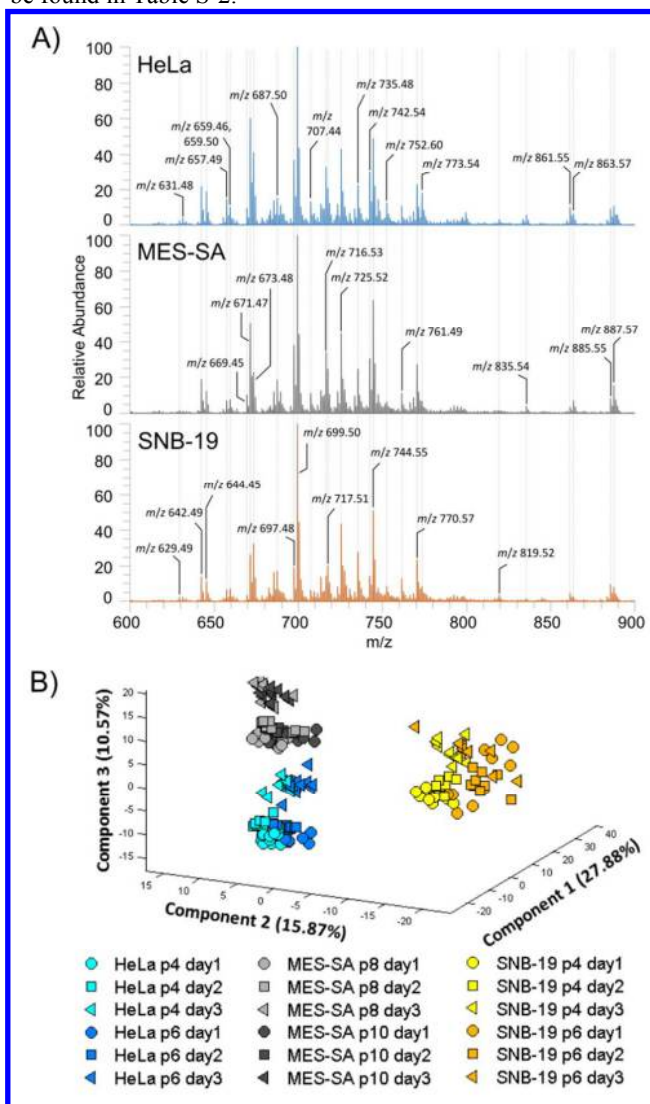 be found in Table S-2.
A)
HeLa
100
80
60
40
20
0
m/z 631.48
m/z 657.49
m/z 659.46,
659.50
m/z 687.50
m/z
707.44
m/z 735.48
m/z 742.54
m/z 752.60
m/z 773.54
m/z 861.55
m/z 863.57
MES-SA
Relative Abundance
100
80
60
40
20
0
m/z 669.45
m/z 671.47
m/z 673.48
m/z 716.53
m/z 725.52
m/z 761.49
m/z 835.54
m/z 885.55
m/z 887.57
SNB-19
100
80
60
40
20
0
m/z 629.49
m/z 642.49
m/z 644.45
m/z 697.48
m/z 699.50
m/z 717.51
m/z 744.55
m/z 770.57
m/z 819.52
600 650 700 750 800 850 900
m/z
B)
Component 3 (10.57%)
20
15
10
5
0
-5
-10
-15
15 10 5 0 -5 -10 -15 -20
Component 2 (15.87%)
-20 -10 0 10 20 30 40
Component 1 (27.88%)
HeLa p4 day1 MES-SA p8 day1 SNB-19 p4 day1
HeLa p4 day2 MES-SA p8 day2 SNB-19 p4 day2
HeLa p4 day3 MES-SA p8 day3 SNB-19 p4 day3
HeLa p6 day1 MES-SA p10 day1 SNB-19 p6 day1
HeLa p6 day2 MES-SA p10 day2 SNB-19 p6 day2
HeLa p6 day3 MES-SA p10 day3 SNB-19 p6 day3